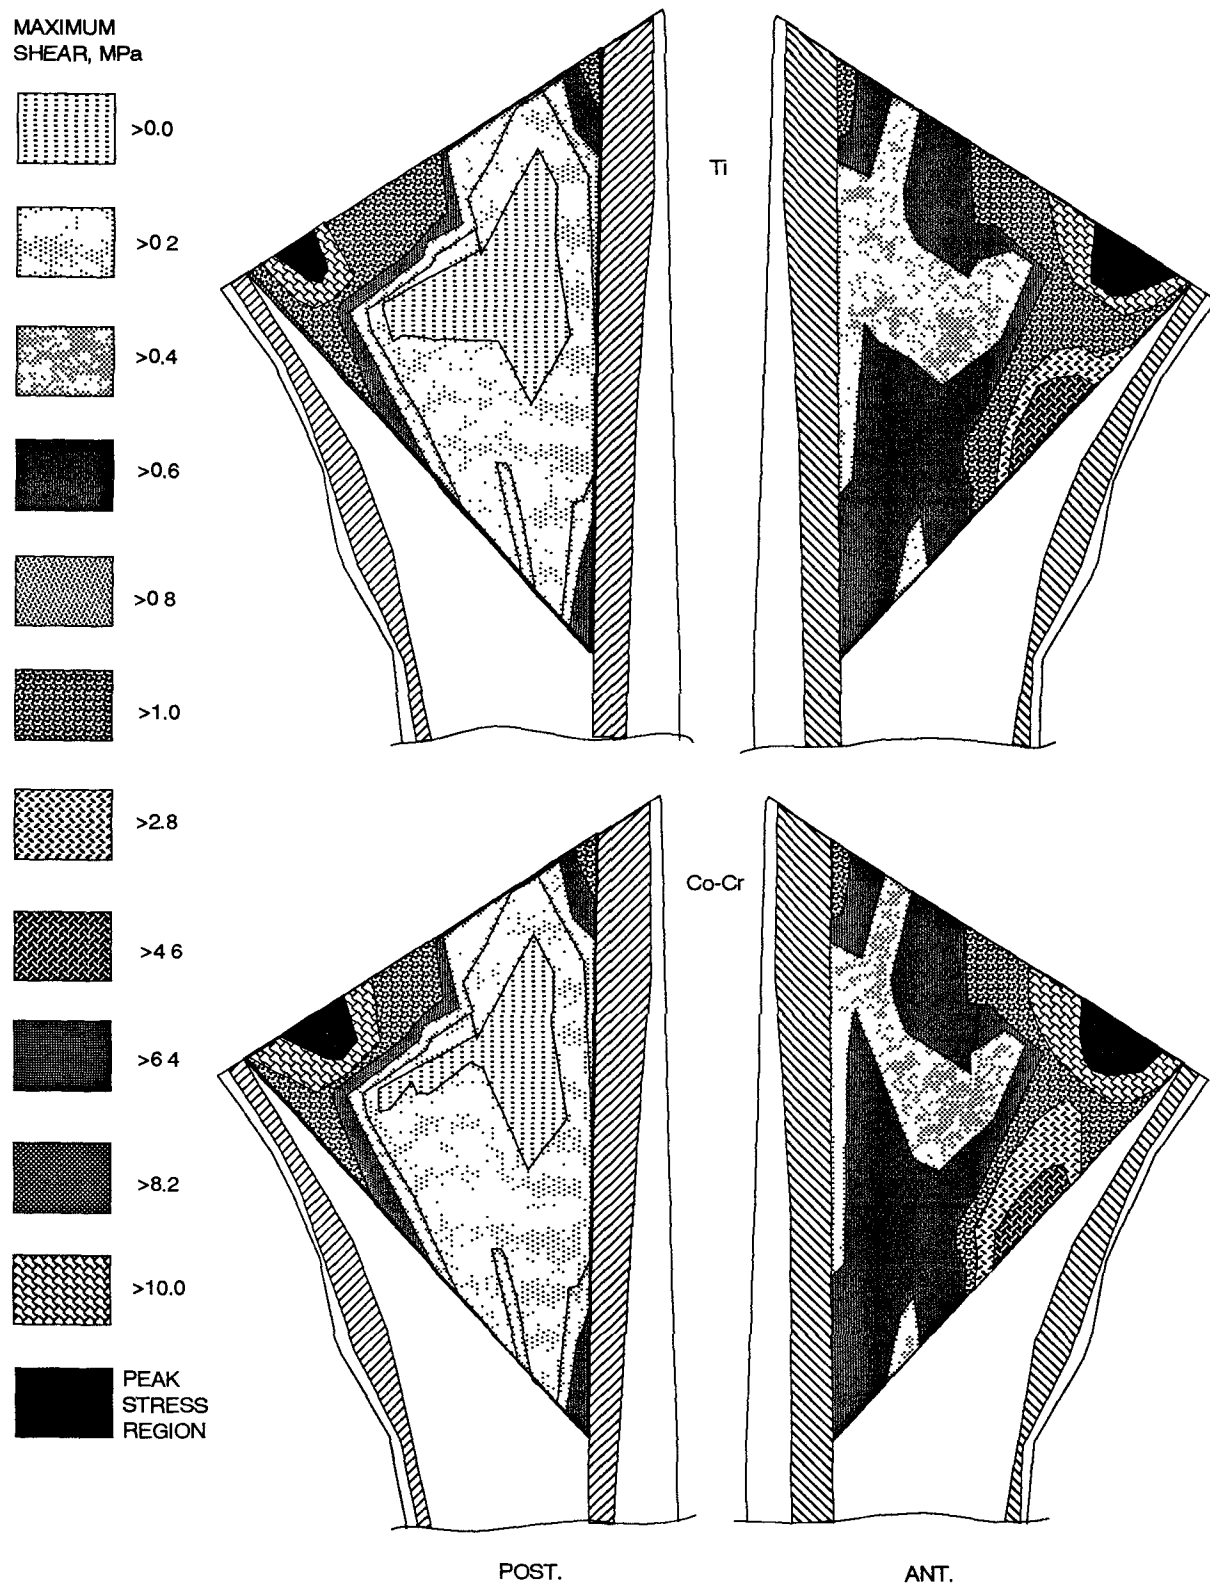 MAXIMUM
SHEAR, MPa
>0.0
>0 2
>0.4
>0.6
>0 8
>1.0
>2.8
>4 6
>6 4
>8.2
>10.0
PEAK
STRESS
REGION
Ti
Co-Cr
POST.
ANT.